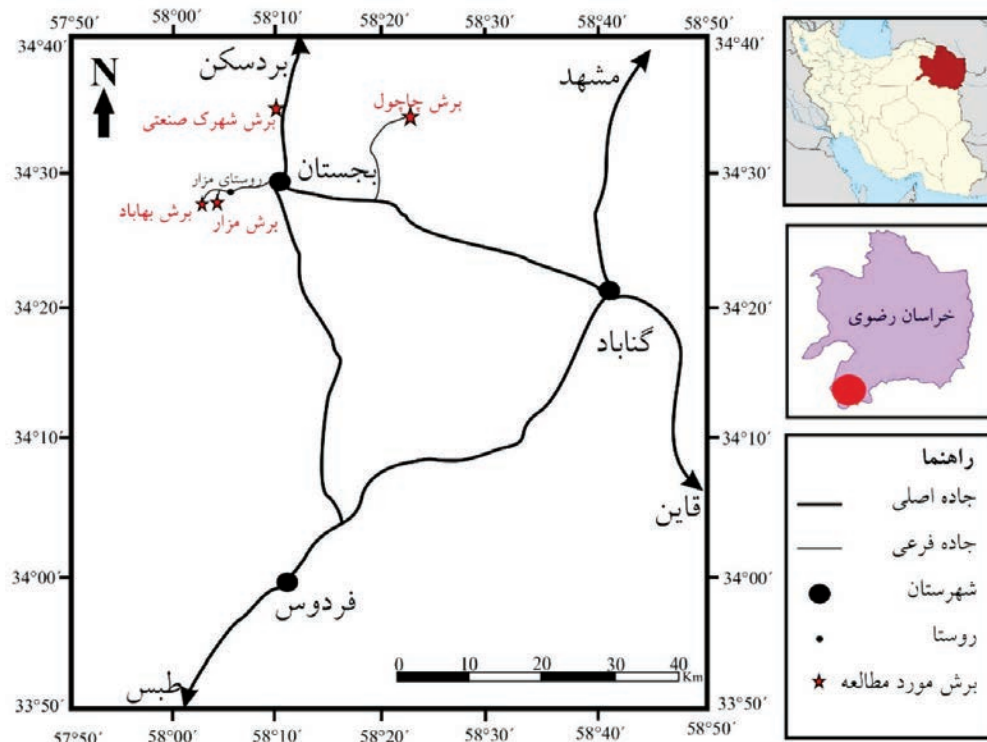 57°50´ 58°00´ 58°10´ 58°20´ 58°30´ 58°40´ 58°50´
34°40´ 34°40´
N
بردسکن
مشهد
برش چاچول
برش شهرک صنعتی
34°30´ 34°30´
بجستان
روستای مزار
برش بهاباد
برش مزار
34°20´ 34°20´
گناباد
34°10´ 34°10´
قاین
34°00´ 34°00´
فردوس
طبس
0 10 20 30 40
Km
33°50´ 33°50´
57°50´ 58°00´ 58°10´ 58°20´ 58°30´ 58°40´ 58°50´
خراسان رضوی
راهنما
جاده اصلی
جاده فرعی
شهرستان
روستا
برش مورد مطالعه